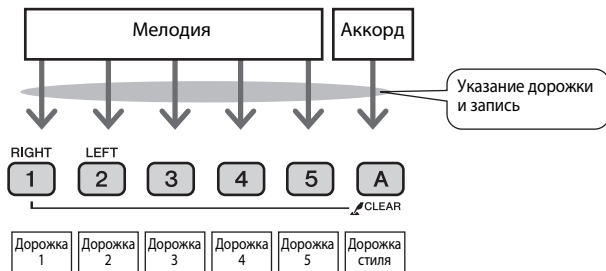 Мелодия Аккорд
Указание дорожки
и запись
RIGHT LEFT
1 2 3 4 5 A
CLEAR
Дорожка Дорожка Дорожка Дорожка Дорожка Дорожка
1 2 3 4 5 стиля